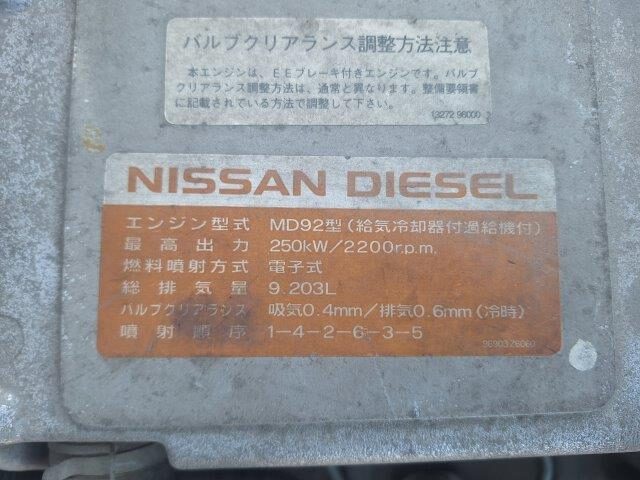 バルブクリアランス調整方法注意
本エンジンは、EEブレーキ付きエンジンです。バルブ
クリアランス調整方法は、通常と異なります。整備要領書
に記載されている方法で調整して下さい。
13272 96000
NISSAN DIESEL
エンジン型式 MD92型(給気冷却器付過給機付)
最高出力 250kW/2200r.p.m.
燃料噴射方式 電子式
総排気量 9.203L
バルブクリアランス 吸気0.4mm/排気0.6mm(冷時)
噴射順序 1-4-2-6-3-5
96903Z6060